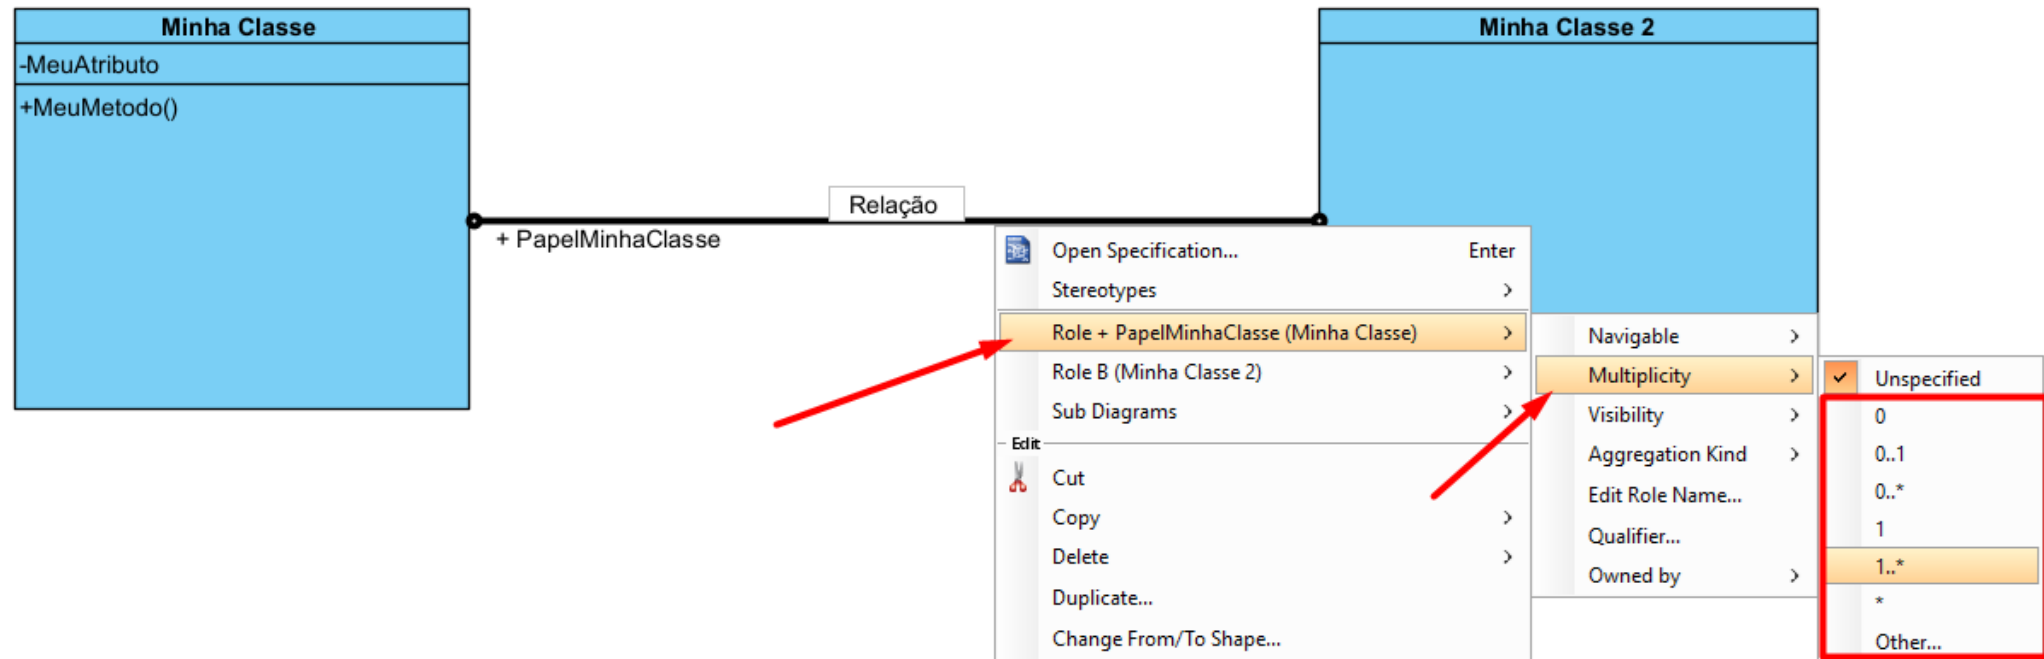 Minha Classe
-MeuAtributo
+MeuMetodo()
Minha Classe 2
Relação
+ PapelMinhaClasse
Open Specification... Enter
Stereotypes
Role + PapelMinhaClasse (Minha Classe)
Role B (Minha Classe 2)
Sub Diagrams
Edit
Cut
Copy
Delete
Duplicate...
Change From/To Shape...
Navigable
Multiplicity
Visibility
Aggregation Kind
Edit Role Name...
Qualifier...
Owned by
Unspecified
0
0..1
0..*
1
1..*
*
Other...